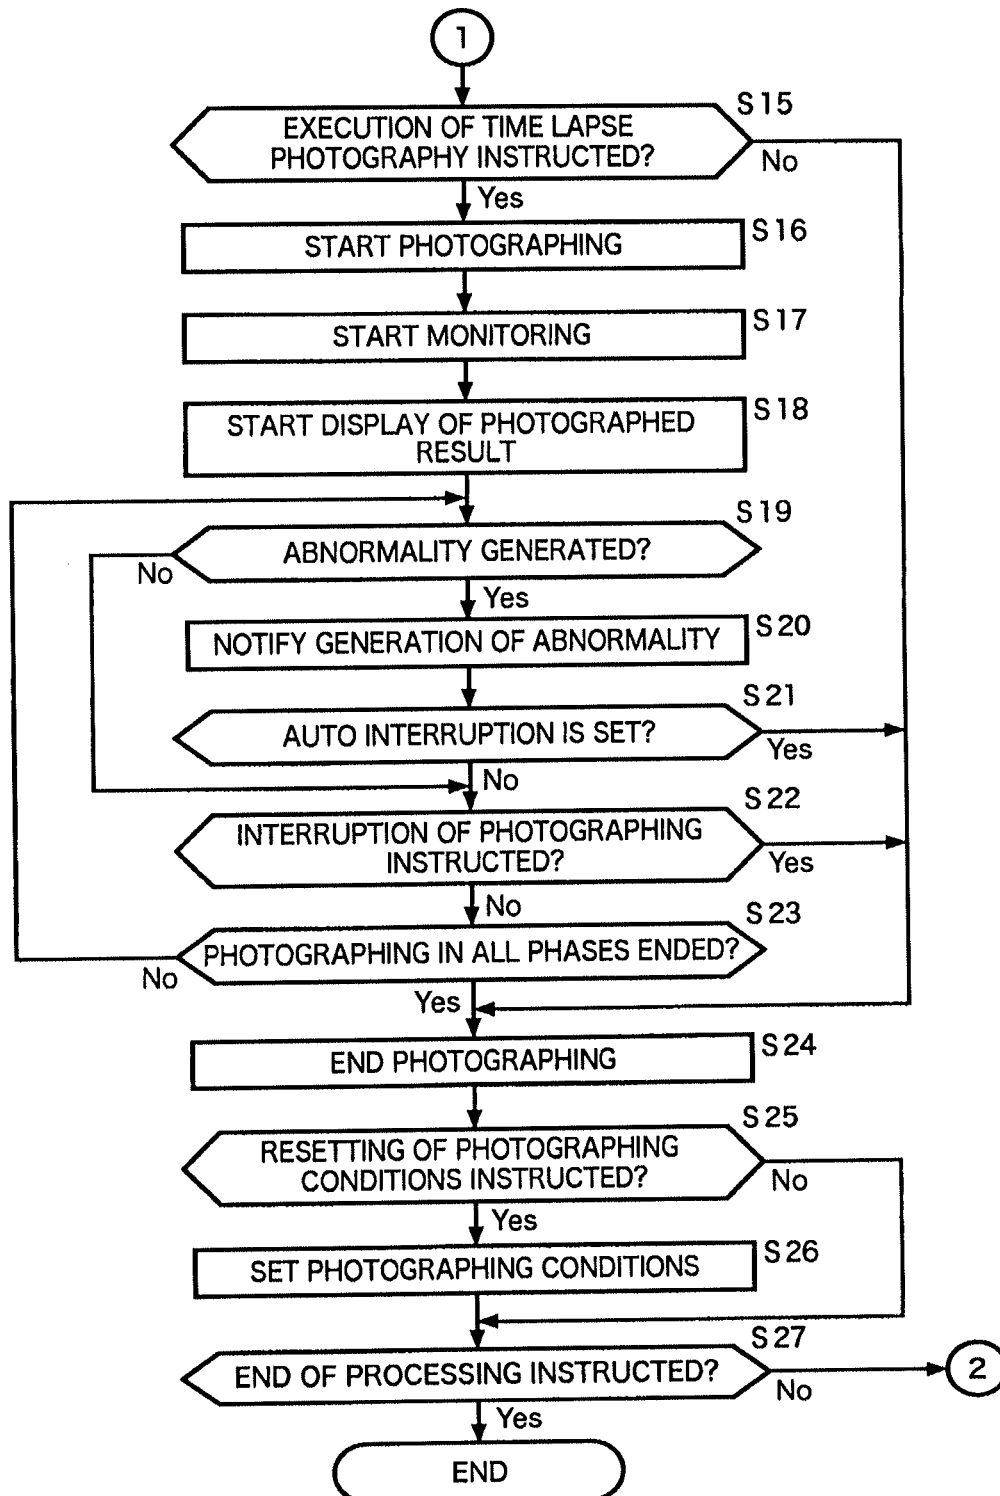 1
S15
EXECUTION OF TIME LAPSE
PHOTOGRAPHY INSTRUCTED?
No
Yes
S16
START PHOTOGRAPHING
S17
START MONITORING
S18
START DISPLAY OF PHOTOGRAPHED
RESULT
S19
ABNORMALITY GENERATED?
No
Yes
S20
NOTIFY GENERATION OF ABNORMALITY
S21
AUTO INTERRUPTION IS SET?
Yes
No
S22
INTERRUPTION OF PHOTOGRAPHING
INSTRUCTED?
Yes
No
S23
PHOTOGRAPHING IN ALL PHASES ENDED?
No
Yes
S24
END PHOTOGRAPHING
S25
RESETTING OF PHOTOGRAPHING
CONDITIONS INSTRUCTED?
No
Yes
S26
SET PHOTOGRAPHING CONDITIONS
S27
END OF PROCESSING INSTRUCTED?
2
No
Yes
END